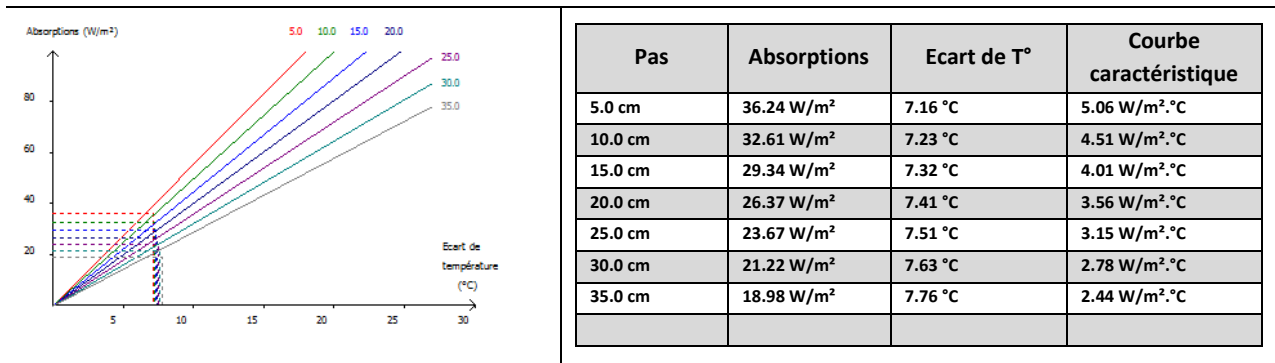 Absorptions (W/m²)
5.0 10.0 15.0 20.0
25.0
30.0
35.0
80
60
40
20
Ecart de
température
(°C)
5 10 15 20 25 30
Pas Absorptions Ecart de T° Courbe caractéristique
5.0 cm 36.24 W/m² 7.16 °C 5.06 W/m².°C
10.0 cm 32.61 W/m² 7.23 °C 4.51 W/m².°C
15.0 cm 29.34 W/m² 7.32 °C 4.01 W/m².°C
20.0 cm 26.37 W/m² 7.41 °C 3.56 W/m².°C
25.0 cm 23.67 W/m² 7.51 °C 3.15 W/m².°C
30.0 cm 21.22 W/m² 7.63 °C 2.78 W/m².°C
35.0 cm 18.98 W/m² 7.76 °C 2.44 W/m².°C